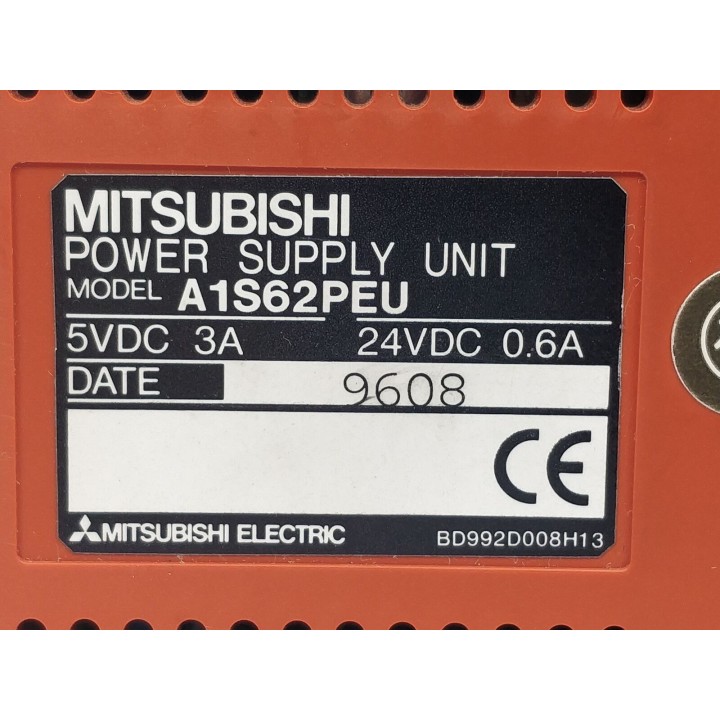 MITSUBISHI
POWER SUPPLY UNIT
MODEL A1S62PEU
5VDC 3A 24VDC 0.6A
DATE 9608
CE
MITSUBISHI ELECTRIC BD992D008H13